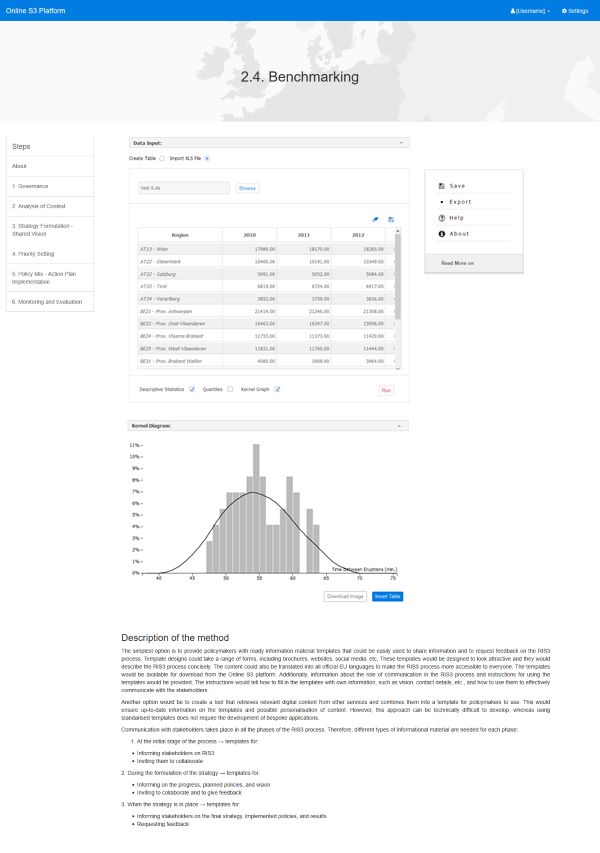 Online S3 Platform
[Username]
Settings
2.4. Benchmarking
Steps
About
1. Governance
2. Analysis of Context
3. Strategy Formulation -
Shared Vision
4. Priority Setting
5. Policy Mix - Action Plan
Implementation
6. Monitoring and Evaluation
Data Input:
Create Table
Import XLS File
Browse
Region 2010 2011 2012
AT13 - Wien 17989.00 18170.00 18265.00
AT22 - Steiermark 10400.00 10191.00 10349.00
AT32 - Salzburg 5091.00 5052.00 5084.00
AT33 - Tirol 6819.00 6724.00 6917.00
AT34 - Vorarlberg 3853.00 3759.00 3836.00
BE21 - Prov. Antwerpen 21414.00 21246.00 21308.00
BE23 - Prov. Oost-Vlaanderen 16463.00 16347.00 15956.00
BE24 - Prov. Vlaams-Brabant 11733.00 11373.00 11429.00
BE25 - Prov. West-Vlaanderen 11831.00 11760.00 11444.00
BE31 - Prov. Brabant Wallon 4085.00 3908.00 3964.00
Descriptive Statistics
Quartiles
Kernel Graph
Run
Save
Export
Help
About
Read More on
Kernel Diagram:
11%
10%
9%
8%
7%
6%
5%
4%
3%
2%
1%
0%
Time between Eruptions (min.)
40 45 50 55 60 65 70 75
Download Image
Insert Table
Description of the method
The simplest option is to provide policymakers with ready information material templates that could be easily used to share information and to request feedback on the RIS3
process. Template designs could take a range of forms, including brochures, websites, social media, etc. These templates would be designed to look attractive and they would
describe the RIS3 process concisely. The content could also be translated into all official EU languages to make the RIS3 process more accessible to everyone. The templates
would be available for download from the Online S3 platform. Additionally, information about the role of communication in the RIS3 process and instructions for using the
templates would be provided. The instructions would tell how to fill in the templates with own information, such as vision, contact details, etc., and how to use them to effectively
communicate with the stakeholders.
Another option would be to create a tool that retrieves relevant digital content from other services and combines them into a template for policymakers to use. This would
ensure up-to-date information on the templates and possible personalisation of content. However, this approach can be technically difficult to develop, whereas using
standarised templates does not require the development of bespoke applications.
Communication with stakeholders takes place in all the phases of the RIS3 process. Therefore, different types of informational material are needed for each phase:
1. At the initial stage of the process → templates for:
• Informing stakeholders on RIS3
• Inviting them to collaborate
2. During the formulation of the strategy → templates for:
• Informing on the progress, planned policies, and vision
• Inviting to collaborate and to give feedback
3. When the strategy is in place → templates for:
• Informing stakeholders on the final strategy, implemented policies, and results
• Requesting feedback